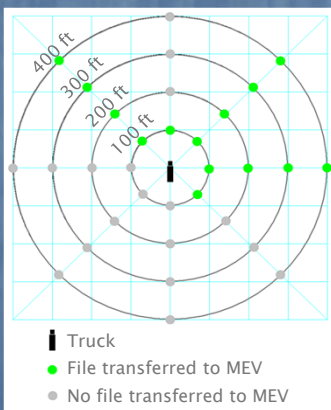 400 ft
300 ft
200 ft
100 ft
Truck
File transferred to MEV
No file transferred to MEV